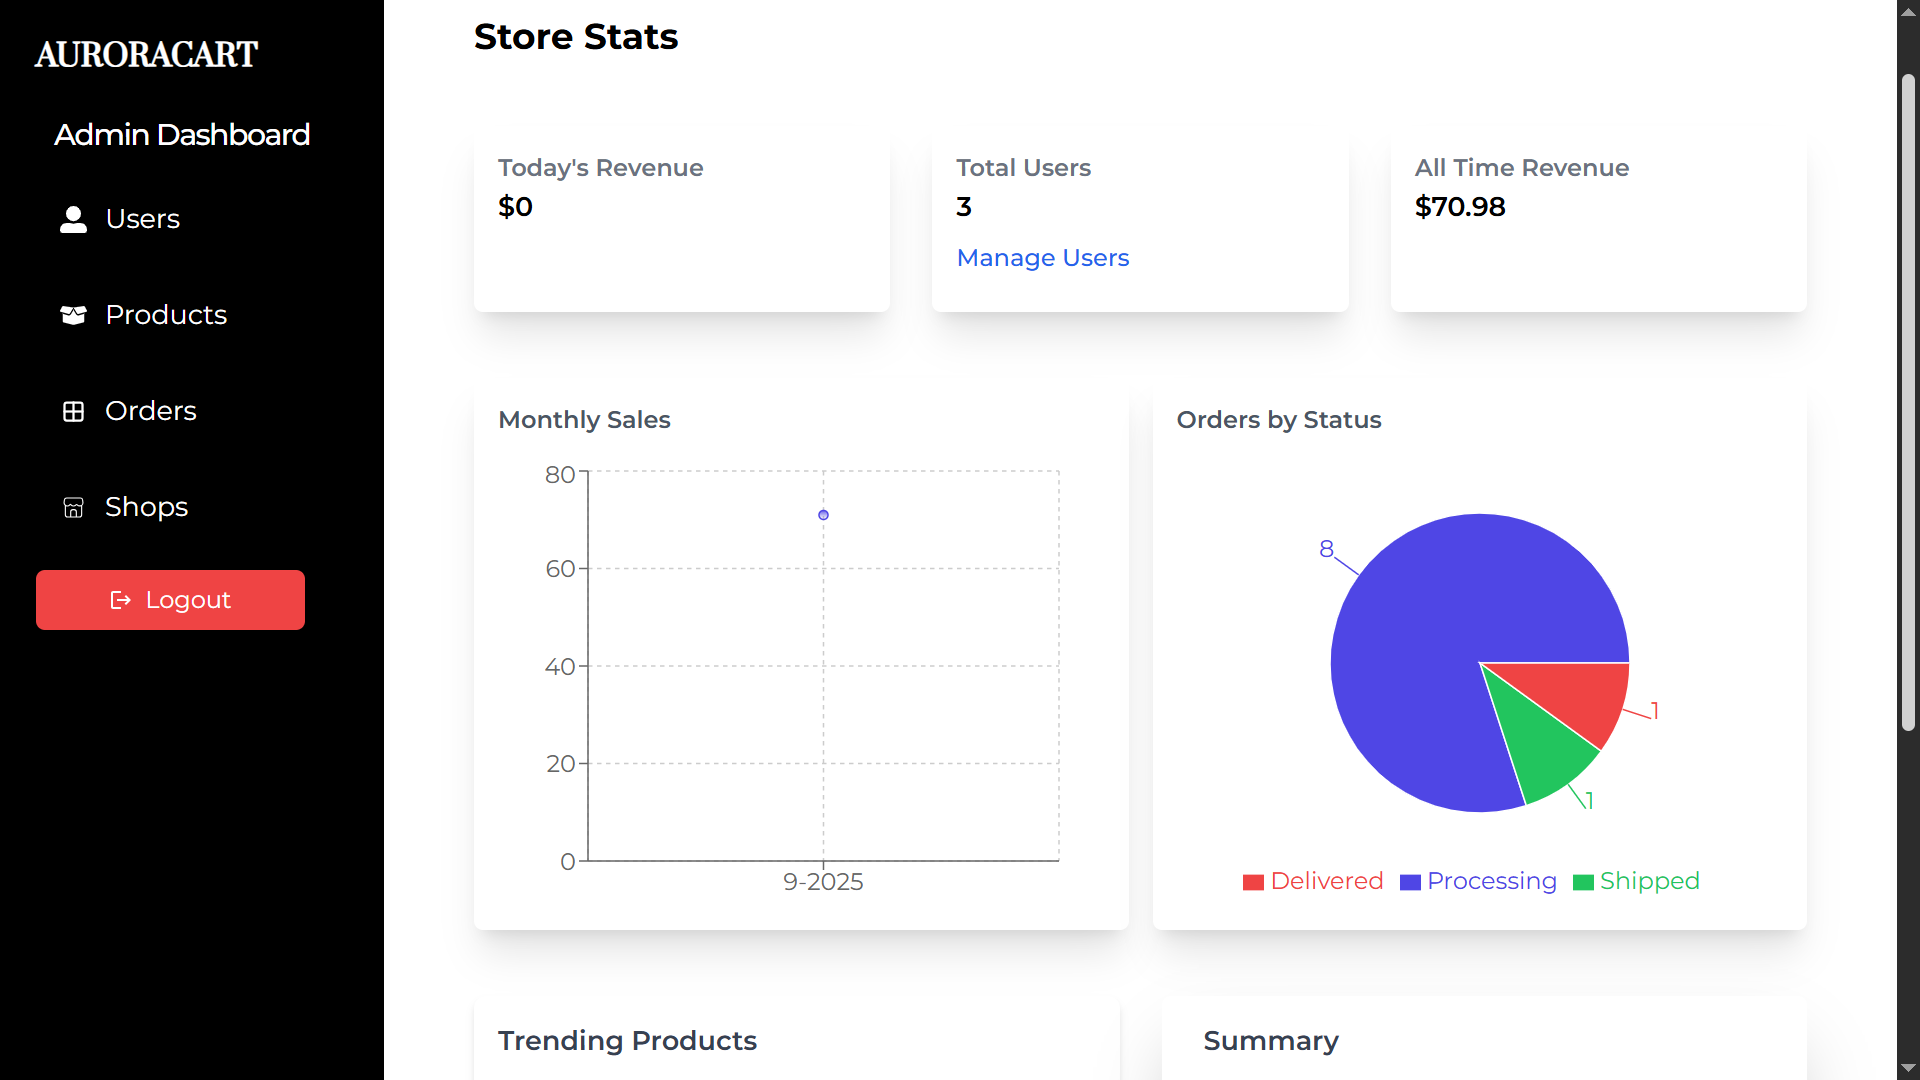 AURORACART
Admin Dashboard
Users
Products
Orders
Shops
Logout
Store Stats
Today's Revenue
$0
Total Users
3
Manage Users
All Time Revenue
$70.98
Monthly Sales
80
60
40
20
0
9-2025
Orders by Status
8
1
1
Delivered
Processing
Shipped
Trending Products
Summary